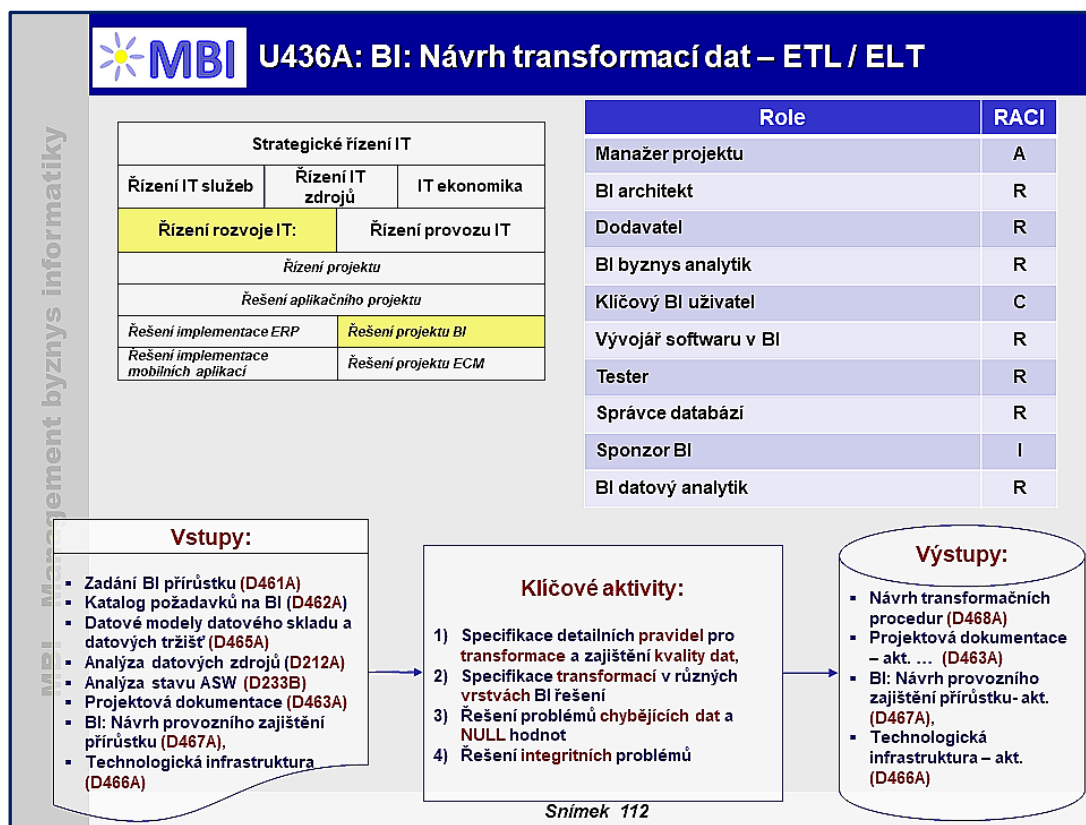 MBI
U436A: BI: Návrh transformací dat – ETL / ELT
MBI Management byznys informatiky
Strategické řízení IT
Řízení IT služeb
Řízení IT
zdrojů
IT ekonomika
Řízení rozvoje IT:
Řízení provozu IT
Řízení projektu
Řešení aplikačního projektu
Řešení implementace ERP
Řešení projektu BI
Řešení implementace
mobilních aplikací
Řešení projektu ECM
Role RACI
Manažer projektu A
BI architekt R
Dodavatel R
BI byznys analytik R
Klíčový BI uživatel C
Vývojář softwaru v BI R
Tester R
Správce databází R
Sponzor BI I
BI datový analytik R
Vstupy:
▪ Zadání BI přírůstku (D461A)
▪ Katalog požadavků na BI (D462A)
▪ Datové modely datového skladu a
datových tržišť (D465A)
▪ Analýza datových zdrojů (D212A)
▪ Analýza stavu ASW (D233B)
▪ Projektová dokumentace (D463A)
▪ BI: Návrh provozního zajištění
přírůstku (D467A),
▪ Technologická infrastruktura
(D466A)
Klíčové aktivity:
1) Specifikace detailních pravidel pro
transformace a zajištění kvality dat,
2) Specifikace transformací v různých
vrstvách BI řešení
3) Řešení problémů chybějících dat a
NULL hodnot
4) Řešení integritních problémů
Výstupy:
▪ Návrh transformačních
procedur (D468A)
▪ Projektová dokumentace
– akt. … (D463A)
▪ BI: Návrh provozního
zajištění přírůstku- akt.
(D467A),
▪ Technologická
infrastruktura – akt.
(D466A)
Snímek 112